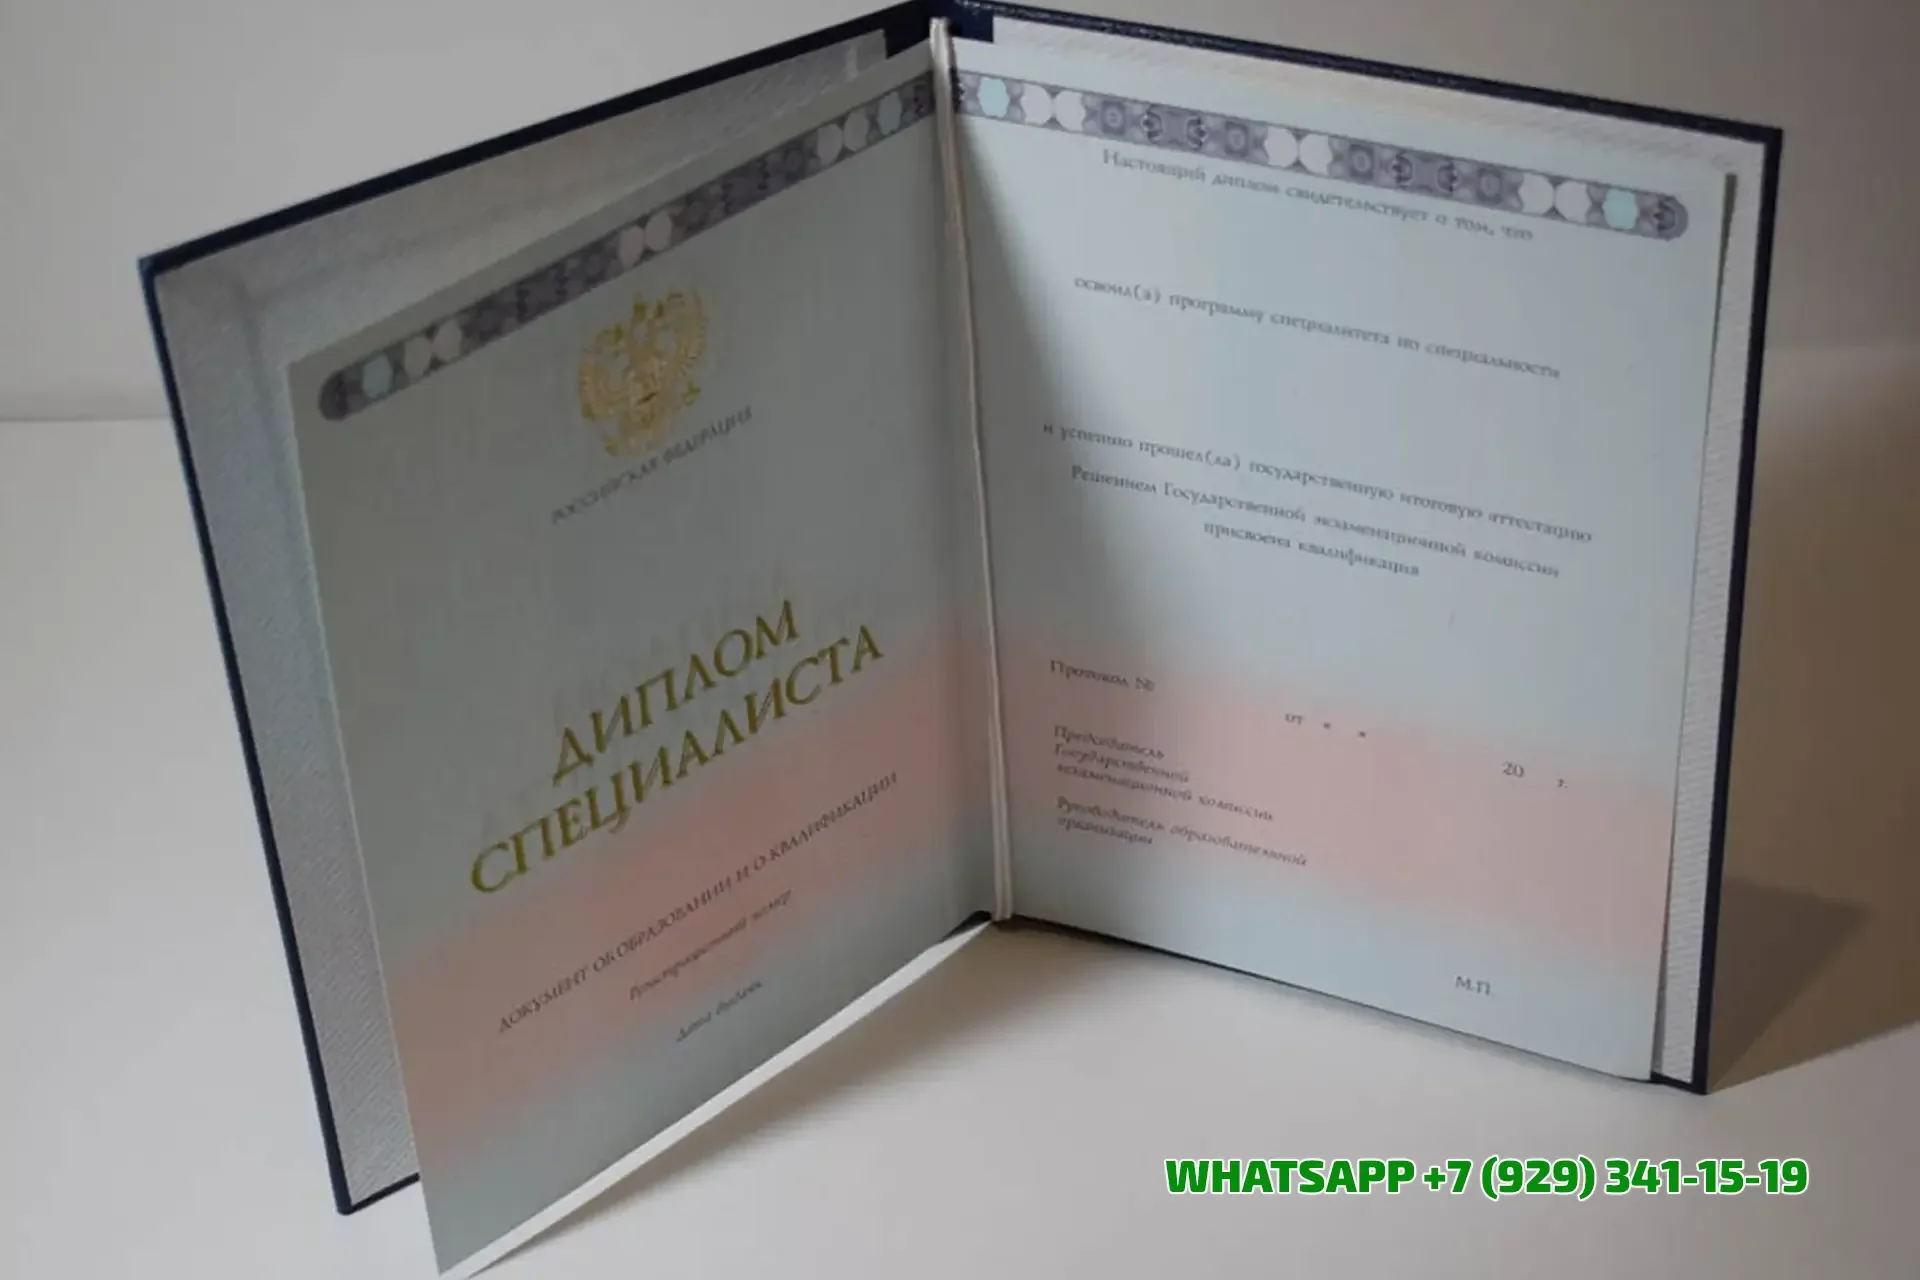 РОССИЙСКАЯ ФЕДЕРАЦИЯ
ДИПЛОМ
СПЕЦИАЛИСТА
ДОКУМЕНТ ОБ ОБРАЗОВАНИИ И О КВАЛИФИКАЦИИ
Регистрационный номер
Дата выдачи
Настоящий диплом свидетельствует о том, что
освоил(а) программу специалитета по специальности
и успешно прошел(ла) государственную итоговую аттестацию
Решением Государственной экзаменационной комиссии
присвоена квалификация
Протокол №
от « »
20 г.
Председатель
Государственной
экзаменационной комиссии
Руководитель образовательной
организации
М.П.
WHATSAPP +7 (929) 341-15-19